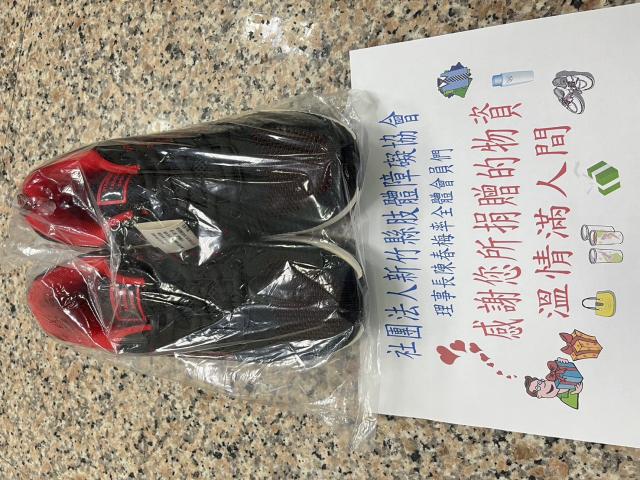 社團法人新竹縣肢體障礙協會
理事長陳春梅率全體會員們
感謝您所捐贈的物資
溫情滿人間